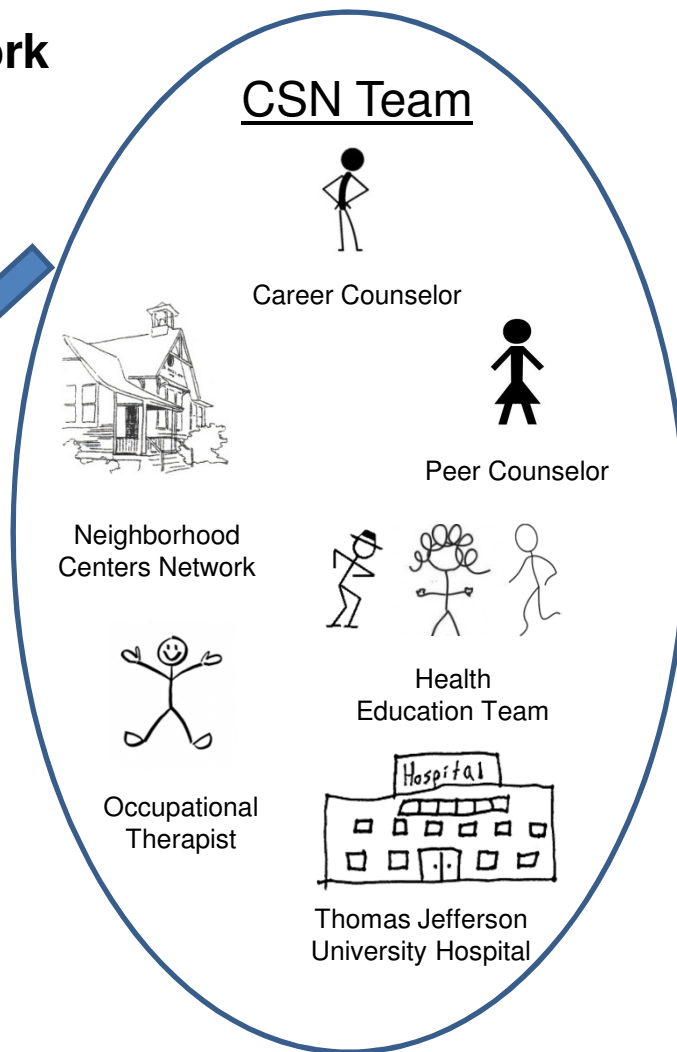 ork
CSN Team
Career Counselor
Peer Counselor
Neighborhood
Centers Network
Health
Education Team
Hospital
Occupational
Therapist
Thomas Jefferson
University Hospital